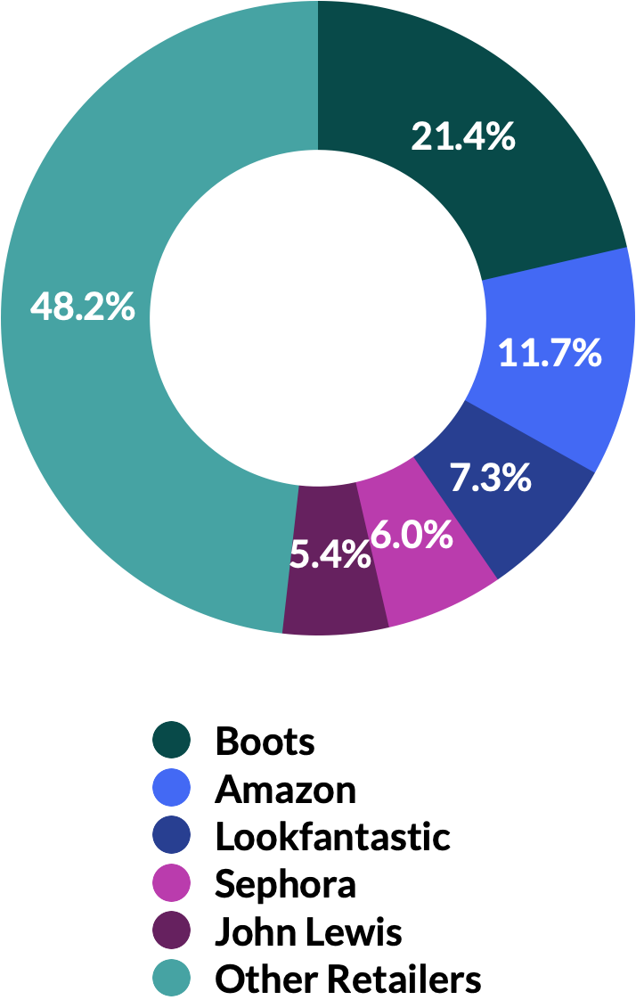 21.4%
48.2%
11.7%
7.3%
6.0%
5.4%
Boots
Amazon
Lookfantastic
Sephora
John Lewis
Other Retailers